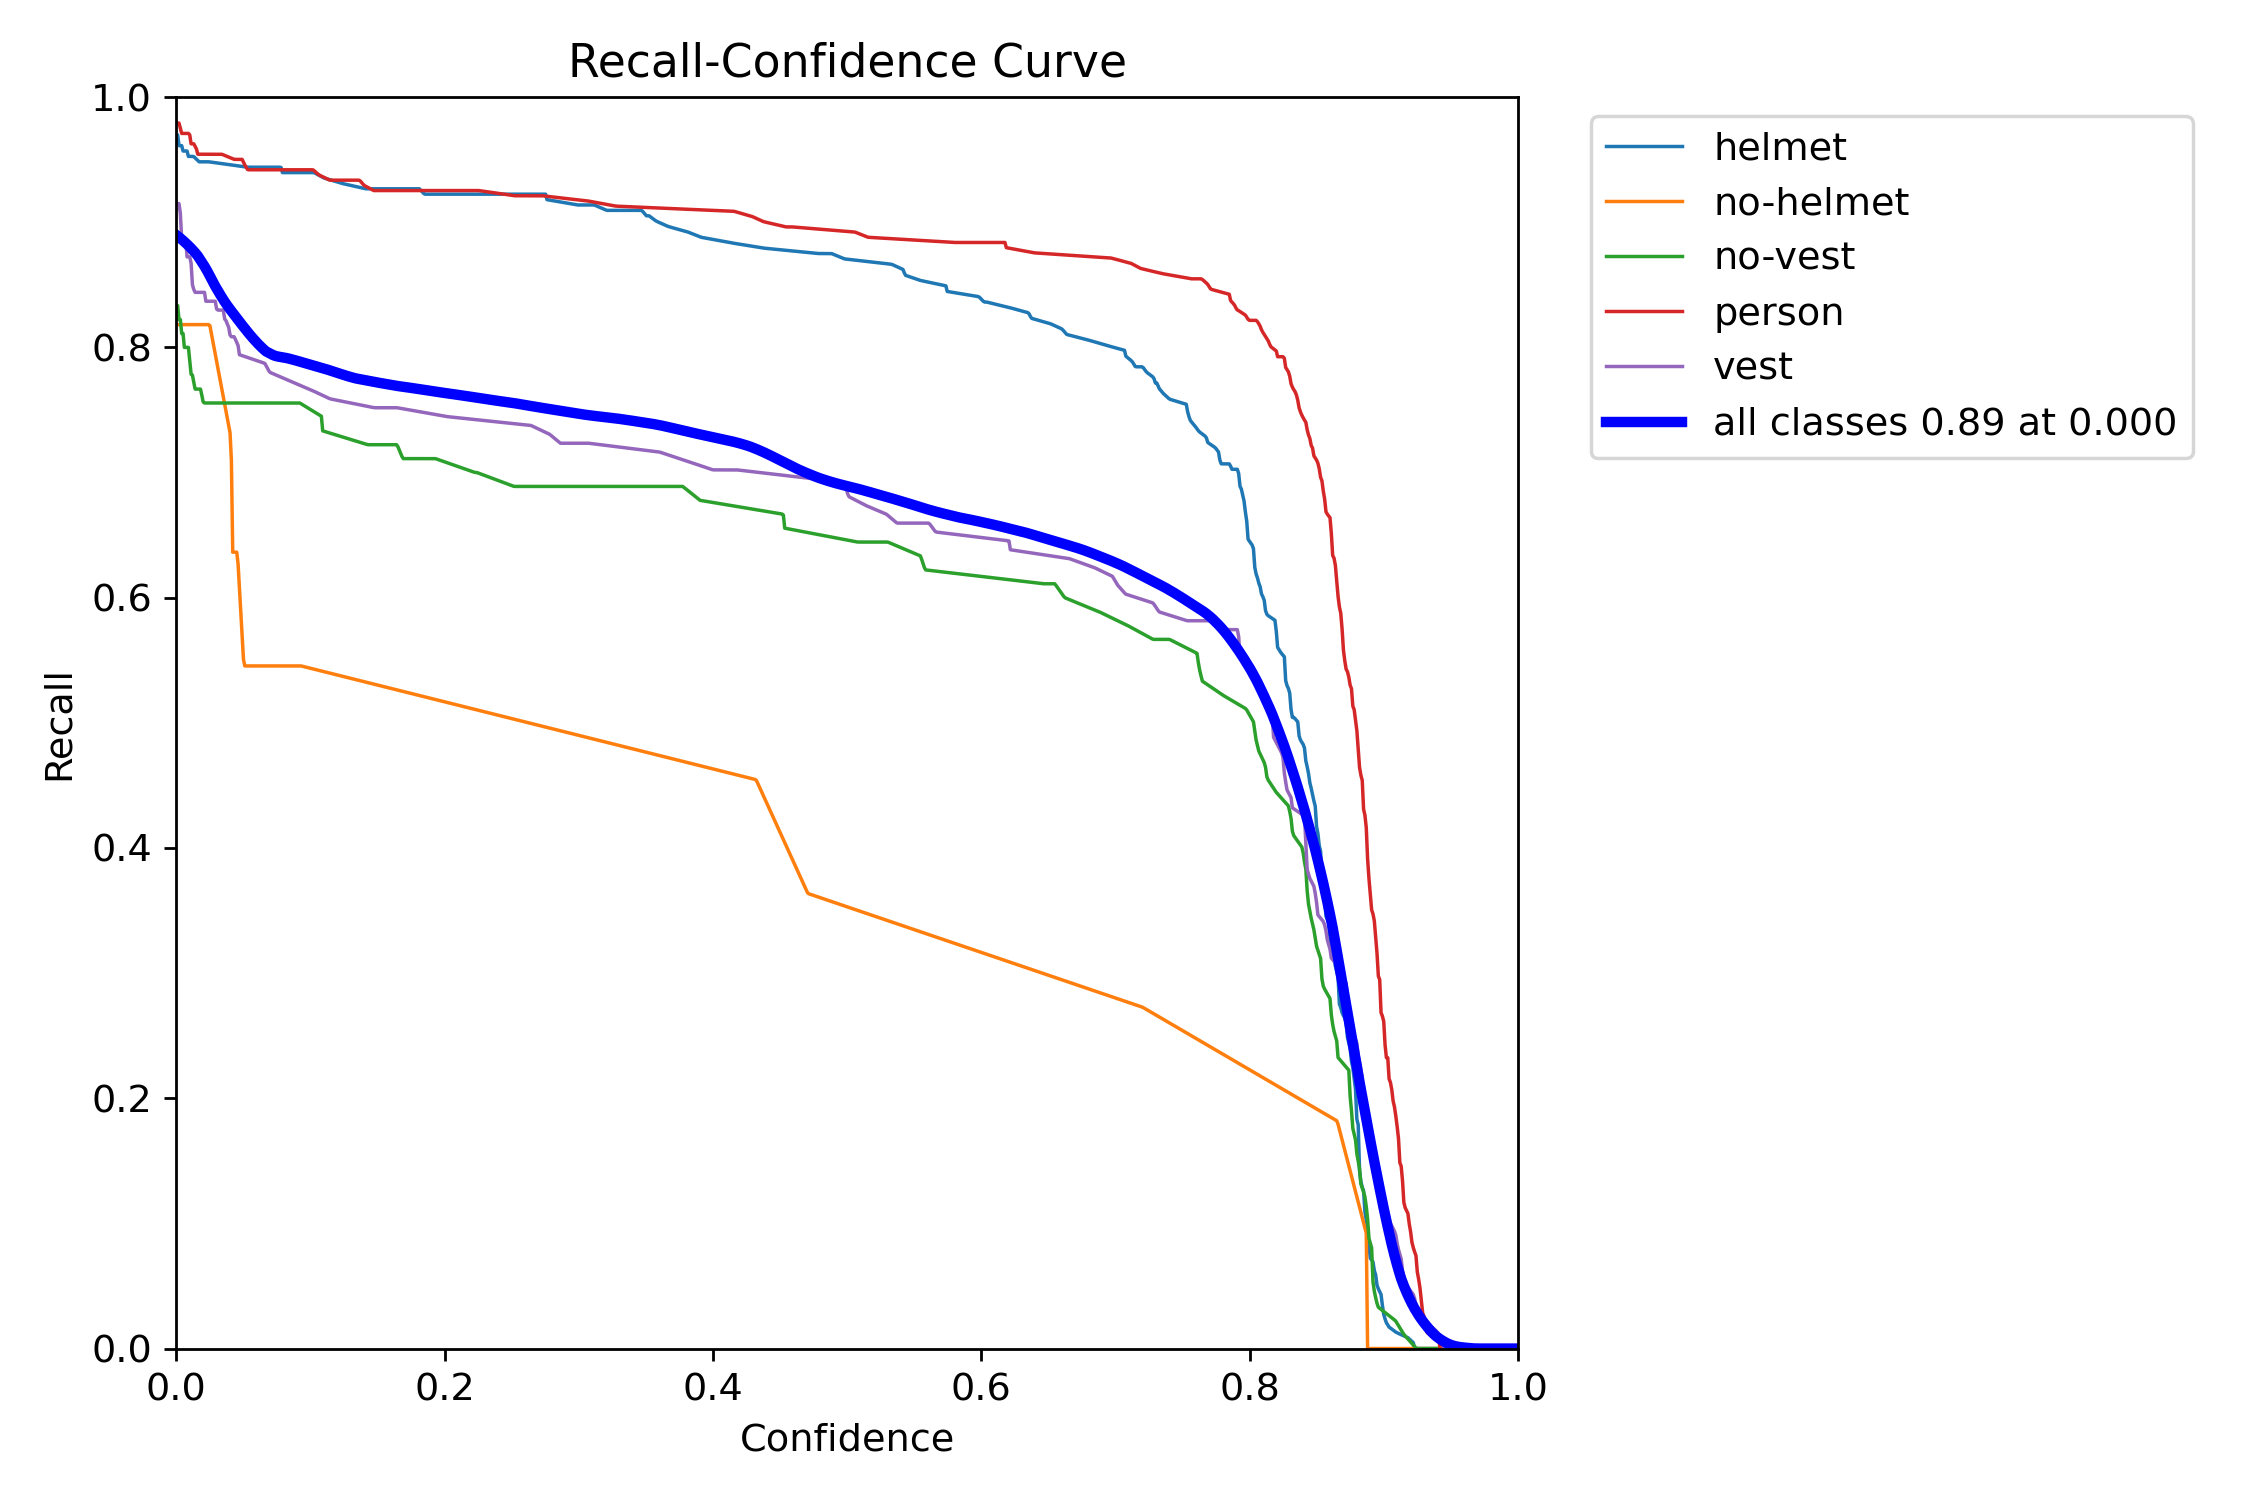 Recall-Confidence Curve
1.0
0.8
0.6
0.4
0.2
0.0
Recall
0.0 0.2 0.4 0.6 0.8 1.0
Confidence
helmet
no-helmet
no-vest
person
vest
all classes 0.89 at 0.000